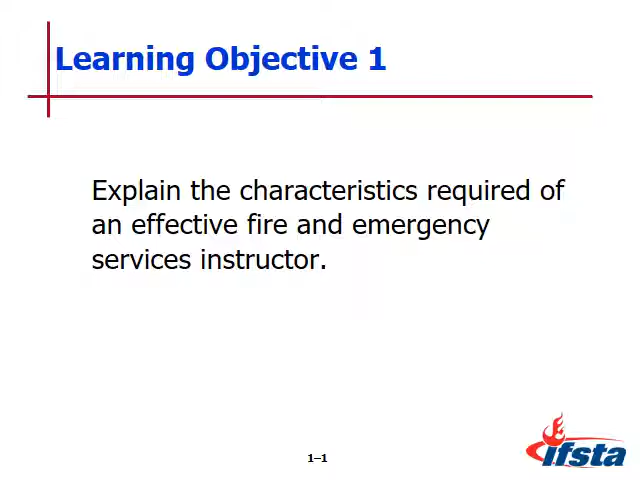 Learning Objective 1
Explain the characteristics required of
an effective fire and emergency
services instructor.
1–1
ifsta